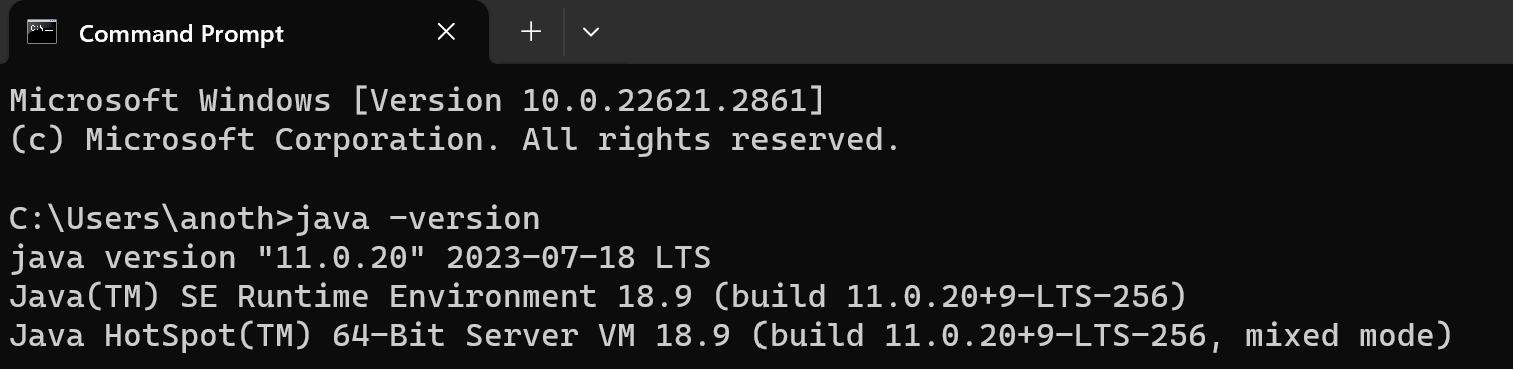 Command Prompt
Microsoft Windows [Version 10.0.22621.2861]
(c) Microsoft Corporation. All rights reserved.
C:\Users\anoth>java -version
java version "11.0.20" 2023-07-18 LTS
Java(TM) SE Runtime Environment 18.9 (build 11.0.20+9-LTS-256)
Java HotSpot(TM) 64-Bit Server VM 18.9 (build 11.0.20+9-LTS-256, mixed mode)